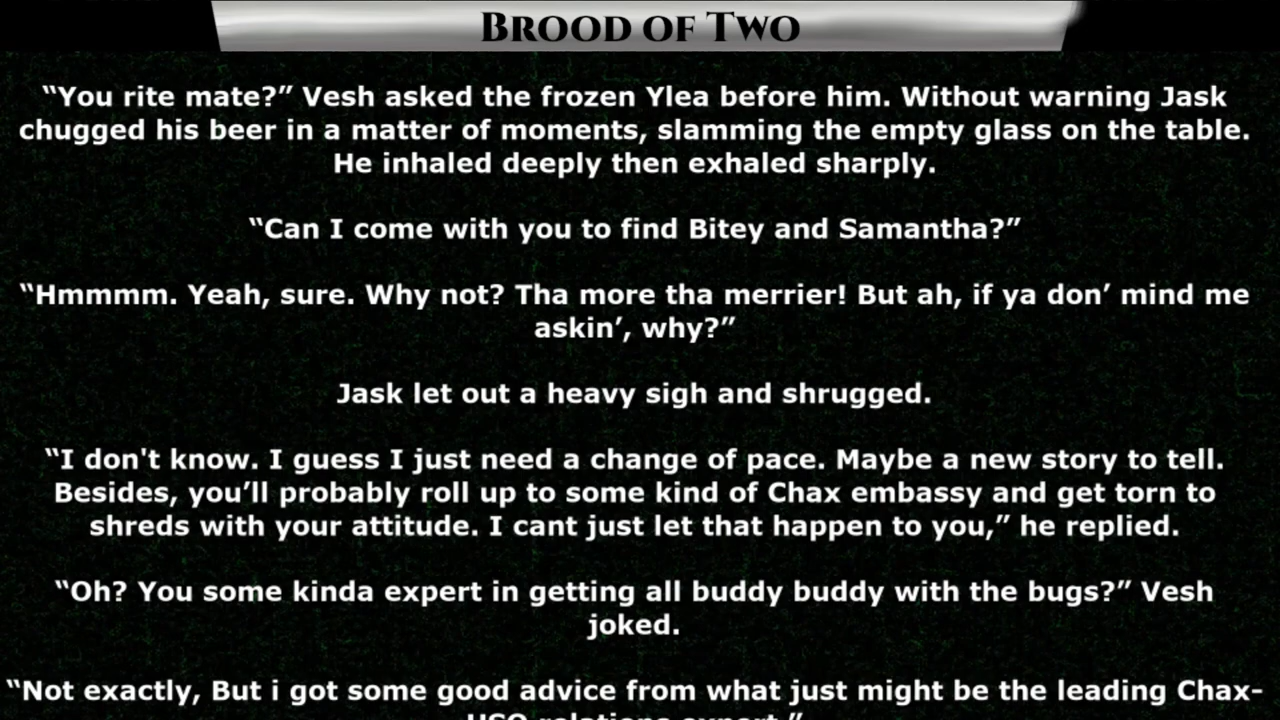 Brood of Two
“You rite mate?” Vesh asked the frozen Ylea before him. Without warning Jask
chugged his beer in a matter of moments, slamming the empty glass on the table.
He inhaled deeply then exhaled sharply.
“Can I come with you to find Bitey and Samantha?”
“Hmmmm. Yeah, sure. Why not? Tha more tha merrier! But ah, if ya don’ mind me
askin’, why?”
Jask let out a heavy sigh and shrugged.
“I don't know. I guess I just need a change of pace. Maybe a new story to tell.
Besides, you’ll probably roll up to some kind of Chax embassy and get torn to
shreds with your attitude. I cant just let that happen to you,” he replied.
“Oh? You some kinda expert in getting all buddy buddy with the bugs?” Vesh
joked.
“Not exactly, But i got some good advice from what just might be the leading Chax-
relations expert.”